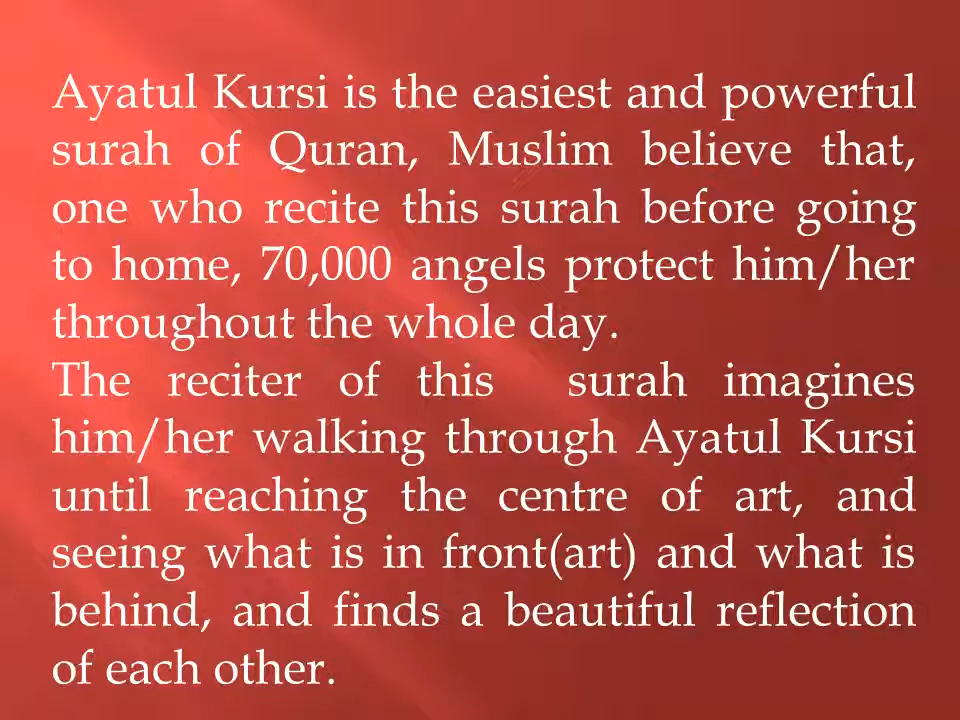 Ayatul Kursi is the easiest and powerful
surah of Quran, Muslim believe that,
one who recite this surah before going
to home, 70,000 angels protect him/her
throughout the whole day.
The reciter of this surah imagines
him/her walking through Ayatul Kursi
until reaching the centre of art, and
seeing what is in front(art) and what is
behind, and finds a beautiful reflection
of each other.